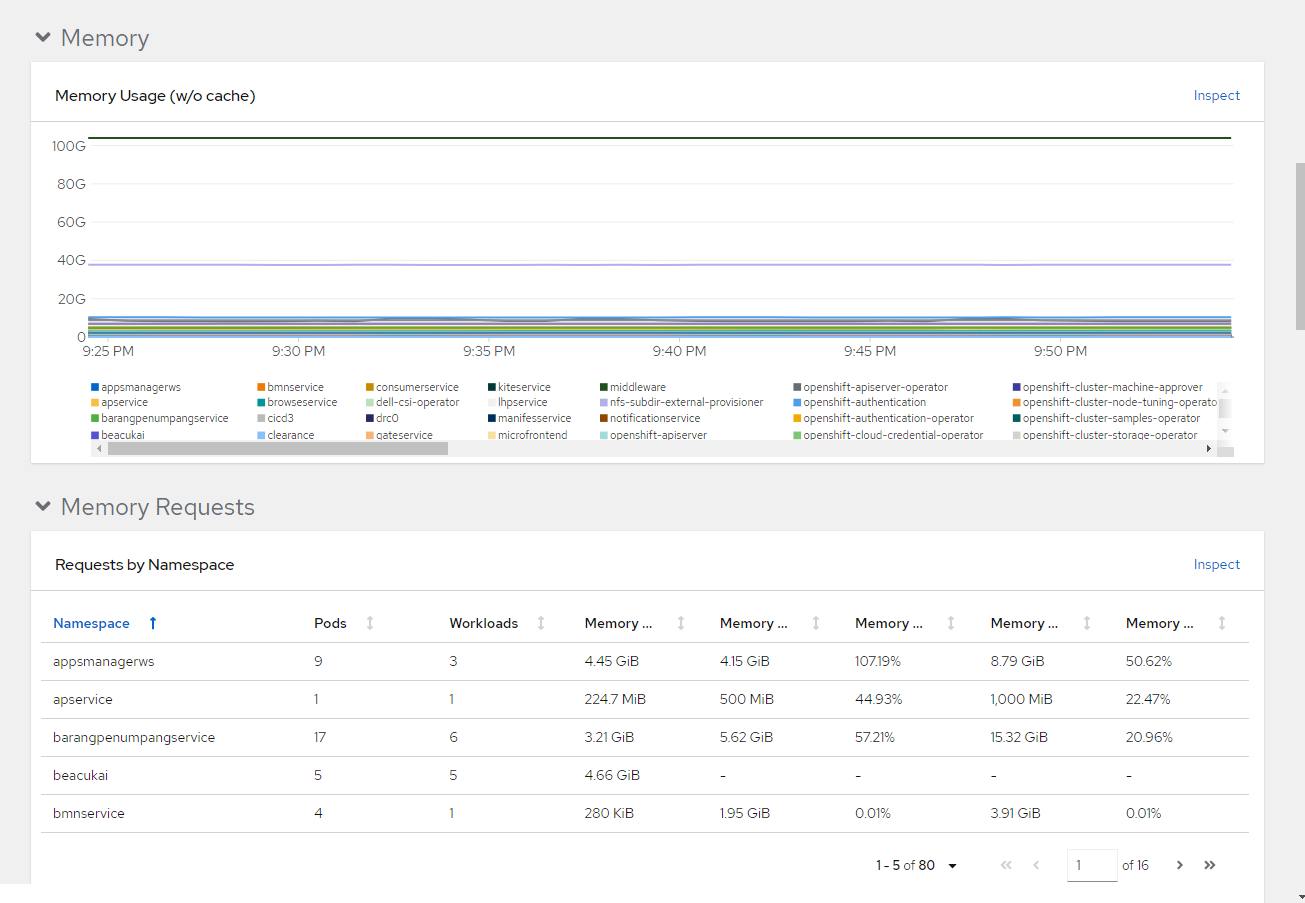 Memory
Memory Usage (w/o cache) Inspect
100G
80G
60G
40G
20G
0
9:25 PM 9:30 PM 9:35 PM 9:40 PM 9:45 PM 9:50 PM
appsmanagerws bmnservice consumerservice kiteservice middleware openshift-apiserver-operator openshift-cluster-machine-approver
apservice browseservice dell-csi-operator lhpservice nfs-subdir-external-provisioner openshift-authentication openshift-cluster-node-tuning-operato
barangpenumpangservice cicd3 drc0 manifesservice notificationservice openshift-authentication-operator openshift-cluster-samples-operator
beacukai clearance gateservice microfrontend openshift-apiserver openshift-cloud-credential-operator openshift-cluster-storage-operator
Memory Requests
Requests by Namespace Inspect
Namespace Pods Workloads Memory ... Memory ... Memory ... Memory ... Memory ...
appsmanagerws 9 3 4.45 GiB 4.15 GiB 107.19% 8.79 GiB 50.62%
apservice 1 1 224.7 MiB 500 MiB 44.93% 1,000 MiB 22.47%
barangpenumpangservice 17 6 3.21 GiB 5.62 GiB 57.21% 15.32 GiB 20.96%
beacukai 5 5 4.66 GiB - - - -
bmnservice 4 1 280 KiB 1.95 GiB 0.01% 3.91 GiB 0.01%
1 - 5 of 80 1 of 16